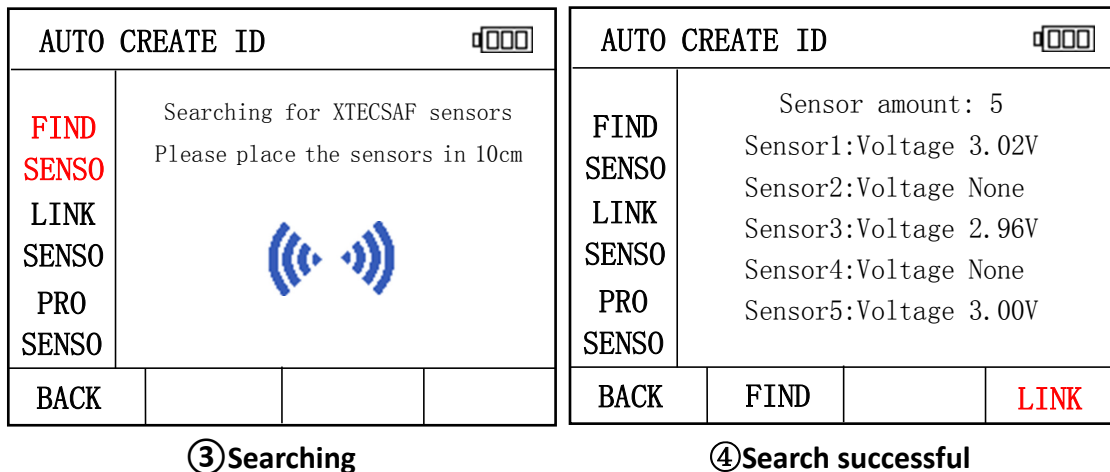 AUTO CREATE ID
FIND
SENSO
LINK
SENSO
PRO
SENSO
Searching for XTECSAF sensors
Please place the sensors in 10cm
BACK
③Searching
AUTO CREATE ID
FIND
SENSO
LINK
SENSO
PRO
SENSO
Sensor amount: 5
Sensor1:Voltage 3.02V
Sensor2:Voltage None
Sensor3:Voltage 2.96V
Sensor4:Voltage None
Sensor5:Voltage 3.00V
BACK FIND LINK
④Search successful